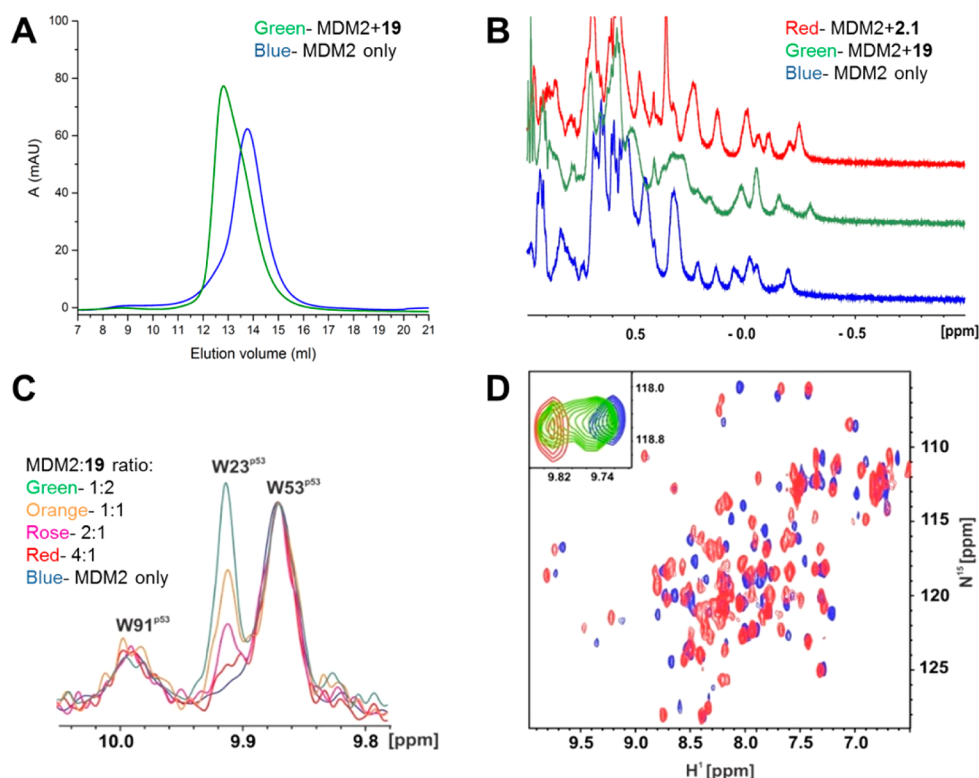 A
Green- MDM2+19
Blue- MDM2 only
100
80
60
40
20
0
A (mAU)
7 8 9 10 11 12 13 14 15 16 17 18 19 20 21
Elution volume (ml)
B
Red- MDM2+2.1
Green- MDM2+19
Blue- MDM2 only
0.5 - 0.0 - 0.5 [ppm]
C
MDM2:19 ratio:
Green- 1:2
Orange- 1:1
Rose- 2:1
Red- 4:1
Blue- MDM2 only
W91p53
W23p53
W53p53
10.0 9.9 9.8 [ppm]
D
118.0
118.8
9.82 9.74
110
115
120
125
N15 [ppm]
9.5 9.0 8.5 8.0 7.5 7.0
H1 [ppm]